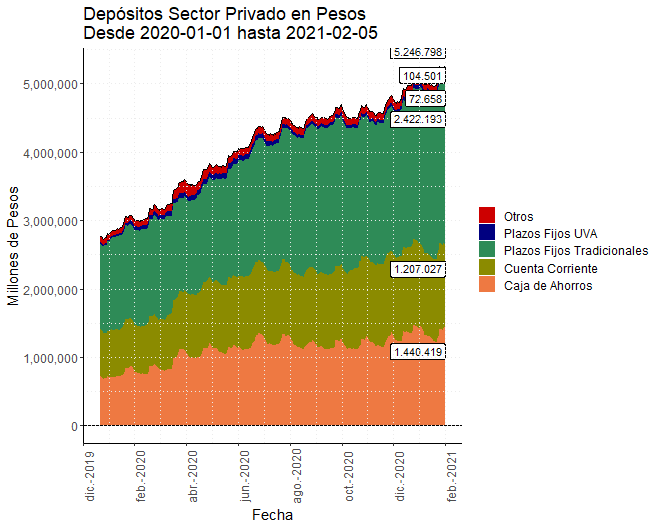 Depósitos Sector Privado en Pesos
Desde 2020-01-01 hasta 2021-02-05
Millones de Pesos
5,000,000
4,000,000
3,000,000
2,000,000
1,000,000
0
5.246.798
104.501
72.658
2.422.193
1.207.027
1.440.419
Otros
Plazos Fijos UVA
Plazos Fijos Tradicionales
Cuenta Corriente
Caja de Ahorros
dic.-2019
feb.-2020
abr.-2020
jun.-2020
ago.-2020
oct.-2020
dic.-2020
feb.-2021
Fecha